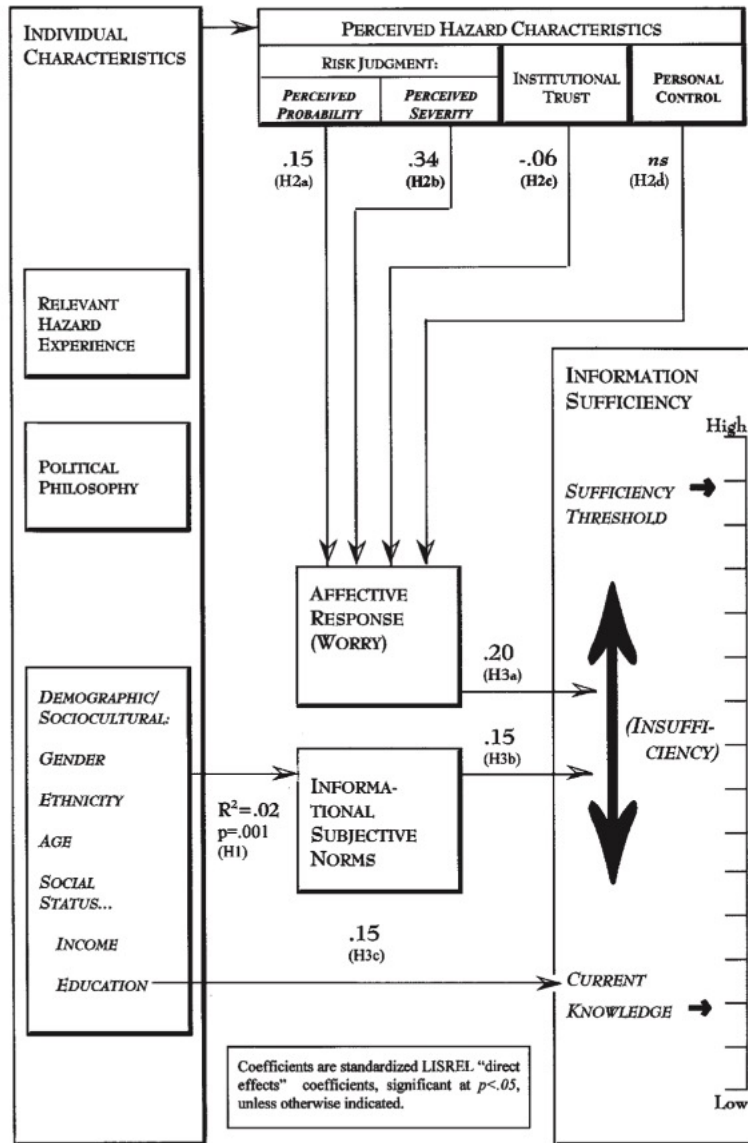 INDIVIDUAL
CHARACTERISTICS
PERCEIVED HAZARD CHARACTERISTICS
RISK JUDGMENT:
PERCEIVED
PROBABILITY
PERCEIVED
SEVERITY
INSTITUTIONAL
TRUST
PERSONAL
CONTROL
.15
(H2a)
.34
(H2b)
-.06
(H2c)
ns
(H2d)
RELEVANT
HAZARD
EXPERIENCE
POLITICAL
PHILOSOPHY
INFORMATION
SUFFICIENCY
High
SUFFICIENCY
THRESHOLD
AFFECTIVE
RESPONSE
(WORRY)
.20
(H3a)
(INSUFFI-
CIENCY)
.15
(H3b)
DEMOGRAPHIC/
SOCIOCULTURAL:
GENDER
ETHNICITY
AGE
SOCIAL
STATUS...
INCOME
EDUCATION
R²=.02
p=.001
(H1)
INFORMA-
TIONAL
SUBJECTIVE
NORMS
.15
(H3c)
CURRENT
KNOWLEDGE
Low
Coefficients are standardized LISREL "direct
effects" coefficients, significant at p<.05,
unless otherwise indicated.